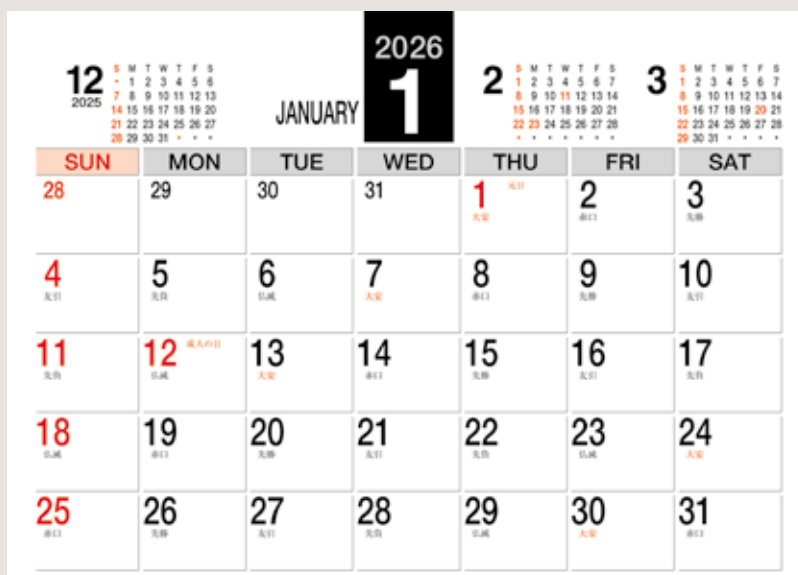 2026
1
JANUARY
12
2025
S M T W T F S
• 1 2 3 4 5 6
7 8 9 10 11 12 13
14 15 16 17 18 19 20
21 22 23 24 25 26 27
28 29 30 31 • • •
2
S M T W T F S
1 2 3 4 5 6 7
8 9 10 11 12 13 14
15 16 17 18 19 20 21
22 23 24 25 26 27 28
• • • • • • •
3
S M T W T F S
1 2 3 4 5 6 7
8 9 10 11 12 13 14
15 16 17 18 19 20 21
22 23 24 25 26 27 28
29 30 31 • • • •
SUN MON TUE WED THU FRI SAT
28 29 30 31 1 元日 2 3
大安 赤口 先勝
4 5 6 7 8 9 10
友引 先負 仏滅 大安 赤口 先勝 友引
11 12 成人の日 13 14 15 16 17
先負 仏滅 大安 赤口 先勝 友引 先負
18 19 20 21 22 23 24
仏滅 赤口 先勝 友引 先負 仏滅 大安
25 26 27 28 29 30 31
赤口 先勝 友引 先負 仏滅 大安 赤口